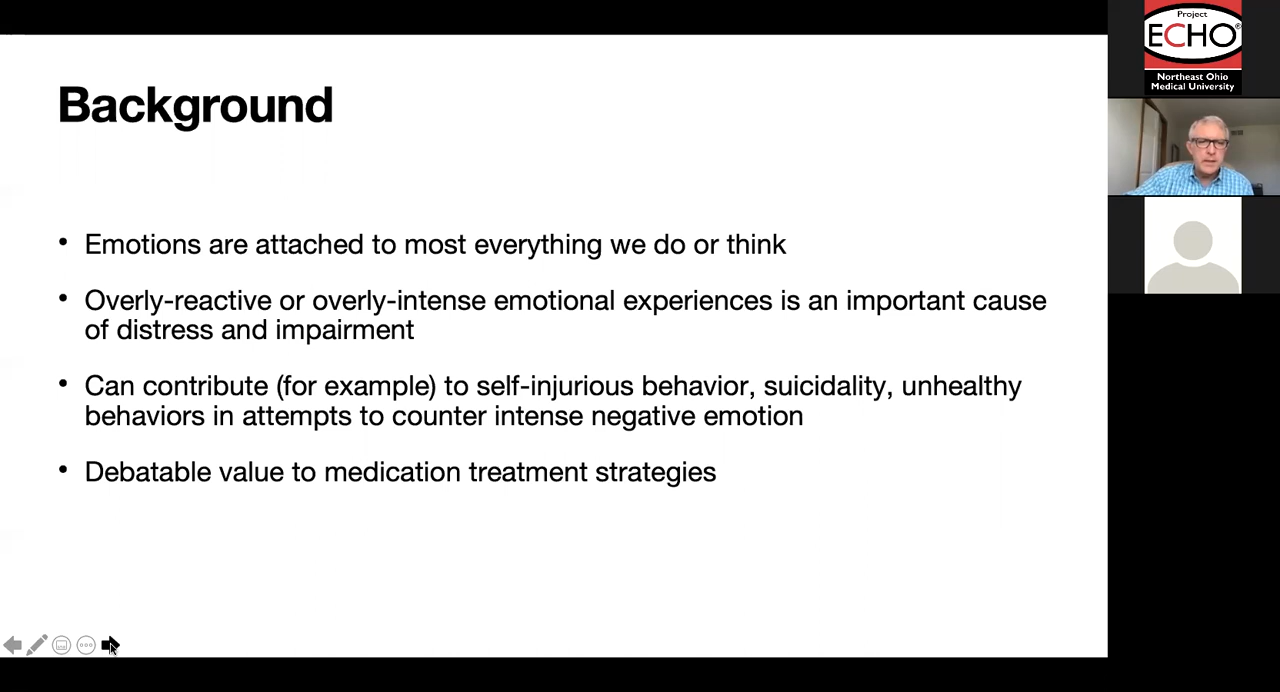 Background
• Emotions are attached to most everything we do or think
• Overly-reactive or overly-intense emotional experiences is an important cause
of distress and impairment
• Can contribute (for example) to self-injurious behavior, suicidality, unhealthy
behaviors in attempts to counter intense negative emotion
• Debatable value to medication treatment strategies
Project
ECHO®
Northeast Ohio
Medical University